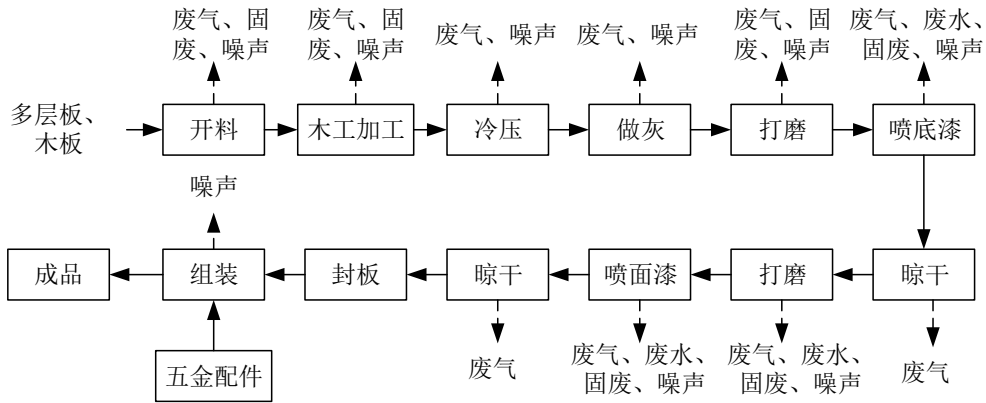 废气、固
废、噪声
废气、固
废、噪声
废气、噪声
废气、噪声
废气、固
废、噪声
废气、废水、
固废、噪声
多层板、
木板
开料
木工加工
冷压
做灰
打磨
喷底漆
噪声
成品
组装
封板
晾干
喷面漆
打磨
晾干
五金配件
废气
废气、废水、
固废、噪声
废气、废水、
固废、噪声
废气